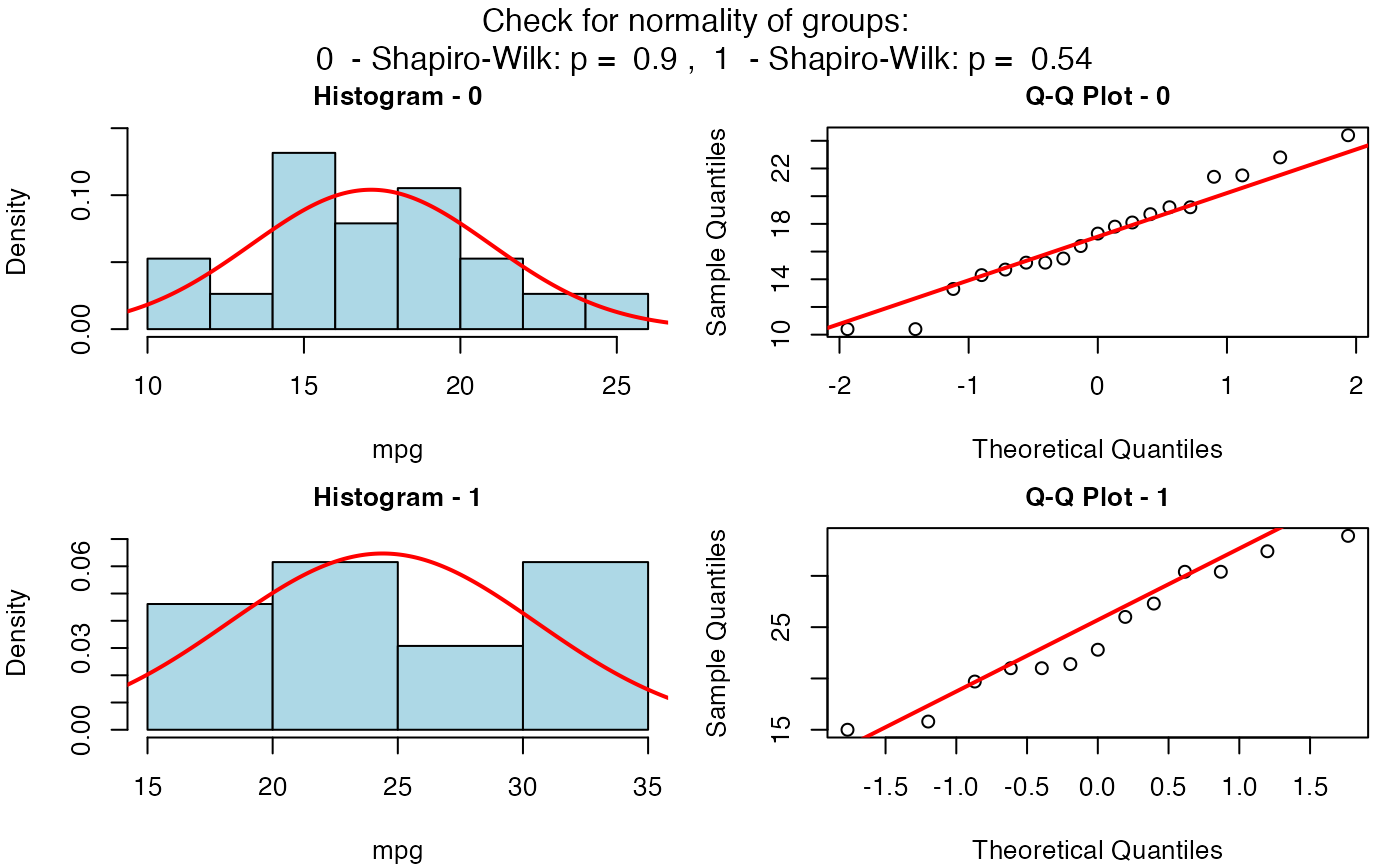 Check for normality of groups:
0  - Shapiro-Wilk: p =  0.9 ,  1  - Shapiro-Wilk: p =  0.54
Histogram - 0
Density
0.00 0.10
10 15 20 25
mpg
Q-Q Plot - 0
Sample Quantiles
10 14 18 22
-2 -1 0 1 2
Theoretical Quantiles
Histogram - 1
Density
0.00 0.03 0.06
15 20 25 30 35
mpg
Q-Q Plot - 1
Sample Quantiles
15 25
-1.5 -1.0 -0.5 0.0 0.5 1.0 1.5
Theoretical Quantiles